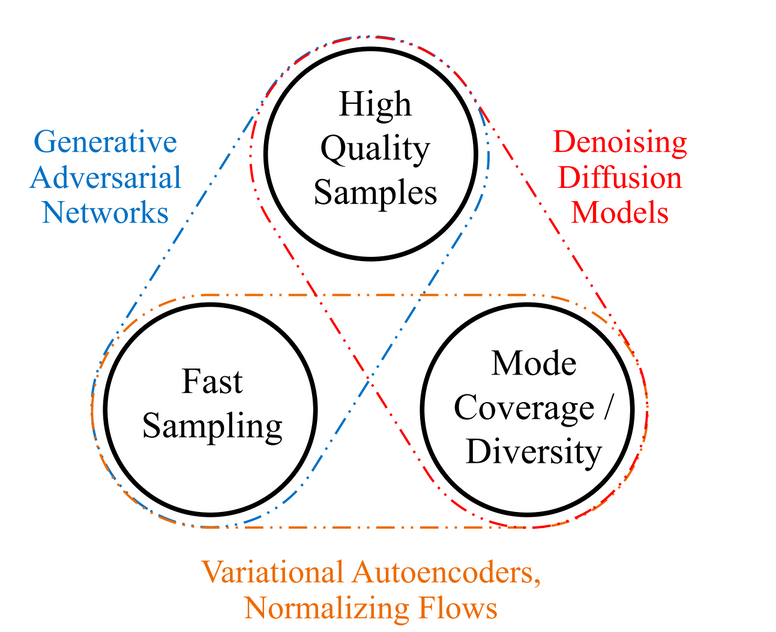 High
Quality
Samples
Generative
Adversarial
Networks
Denoising
Diffusion
Models
Fast
Sampling
Mode
Coverage /
Diversity
Variational Autoencoders,
Normalizing Flows